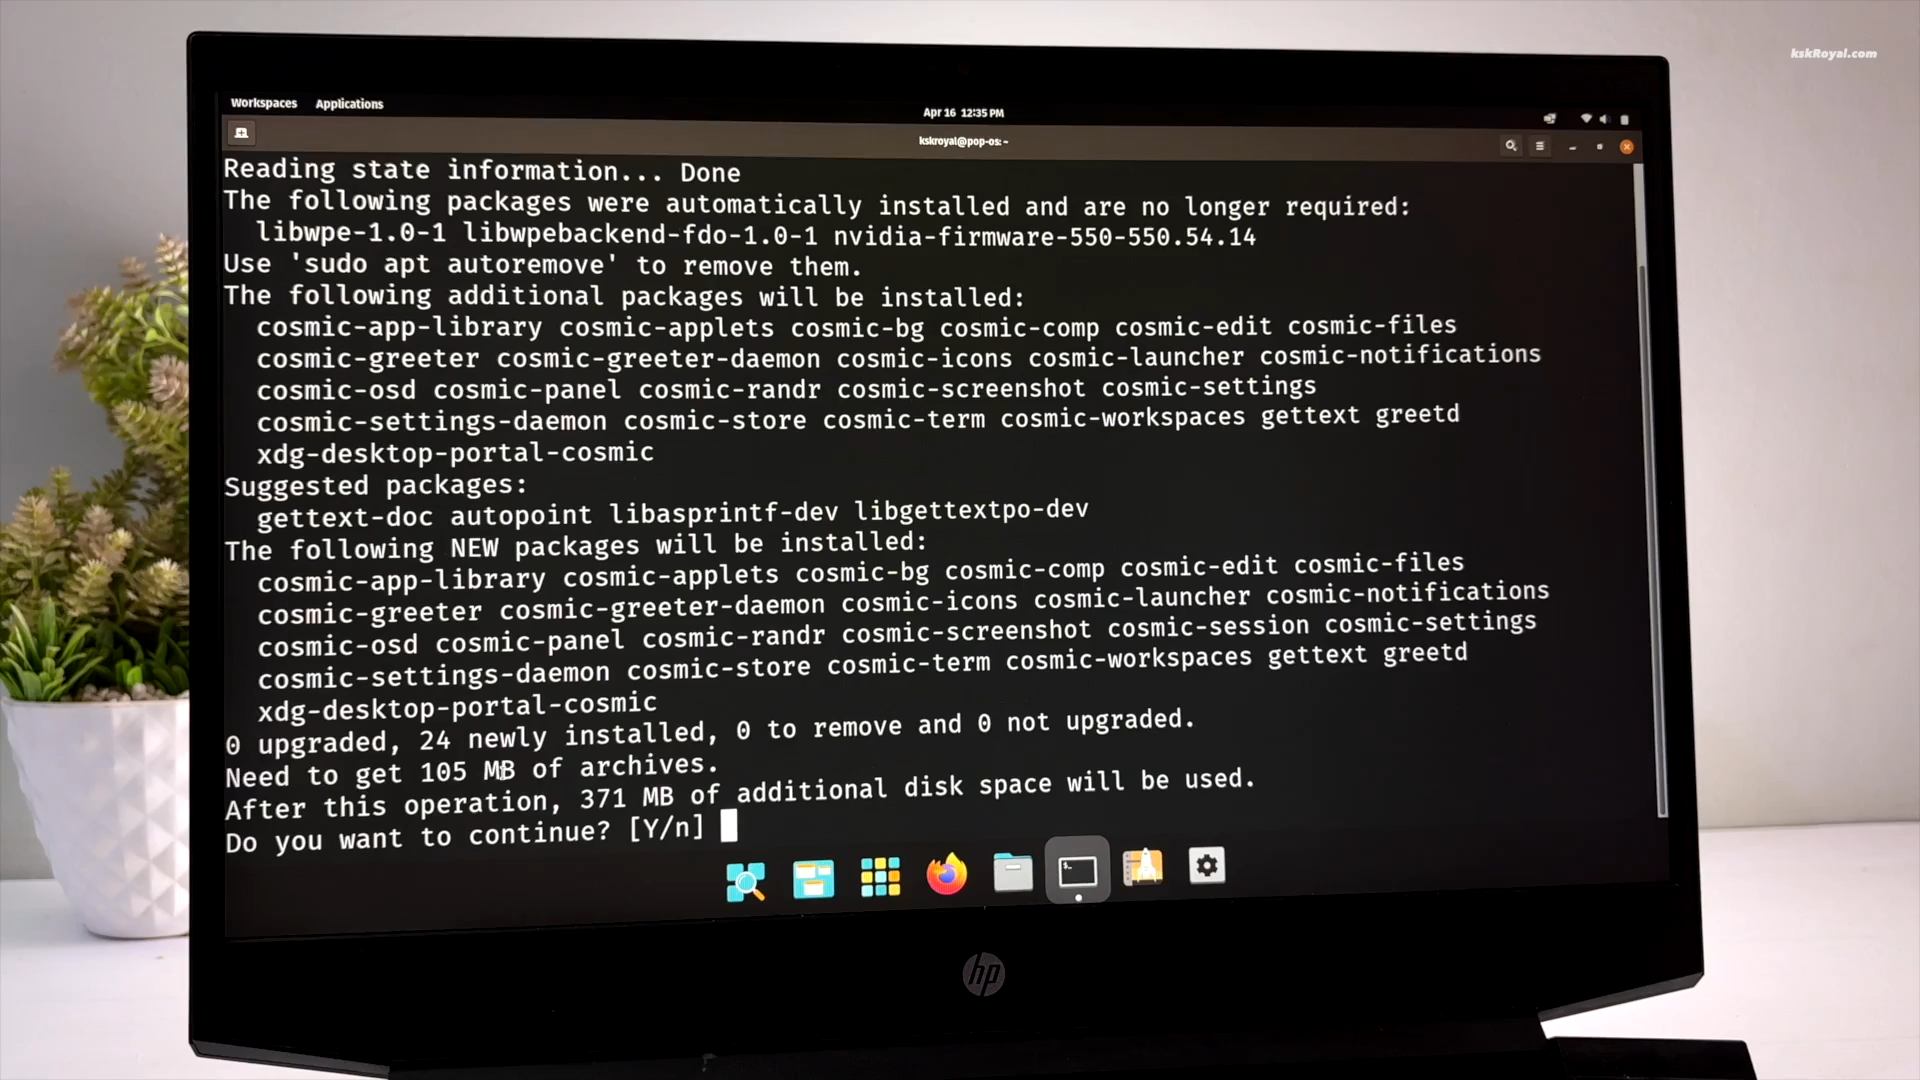 kskRoyal.com
Workspaces Applications
Apr 16 12:35 PM
kskroyal@pop-os: ~
Reading state information... Done
The following packages were automatically installed and are no longer required:
libwpe-1.0-1 libwpebackend-fdo-1.0-1 nvidia-firmware-550-550.54.14
Use 'sudo apt autoremove' to remove them.
The following additional packages will be installed:
cosmic-app-library cosmic-applets cosmic-bg cosmic-comp cosmic-edit cosmic-files
cosmic-greeter cosmic-greeter-daemon cosmic-icons cosmic-launcher cosmic-notifications
cosmic-osd cosmic-panel cosmic-randr cosmic-screenshot cosmic-settings
cosmic-settings-daemon cosmic-store cosmic-term cosmic-workspaces gettext greetd
xdg-desktop-portal-cosmic
Suggested packages:
gettext-doc autopoint libasprintf-dev libgettextpo-dev
The following NEW packages will be installed:
cosmic-app-library cosmic-applets cosmic-bg cosmic-comp cosmic-edit cosmic-files
cosmic-greeter cosmic-greeter-daemon cosmic-icons cosmic-launcher cosmic-notifications
cosmic-osd cosmic-panel cosmic-randr cosmic-screenshot cosmic-session cosmic-settings
cosmic-settings-daemon cosmic-store cosmic-term cosmic-workspaces gettext greetd
xdg-desktop-portal-cosmic
0 upgraded, 24 newly installed, 0 to remove and 0 not upgraded.
Need to get 105 MB of archives.
After this operation, 371 MB of additional disk space will be used.
Do you want to continue? [Y/n]
hp